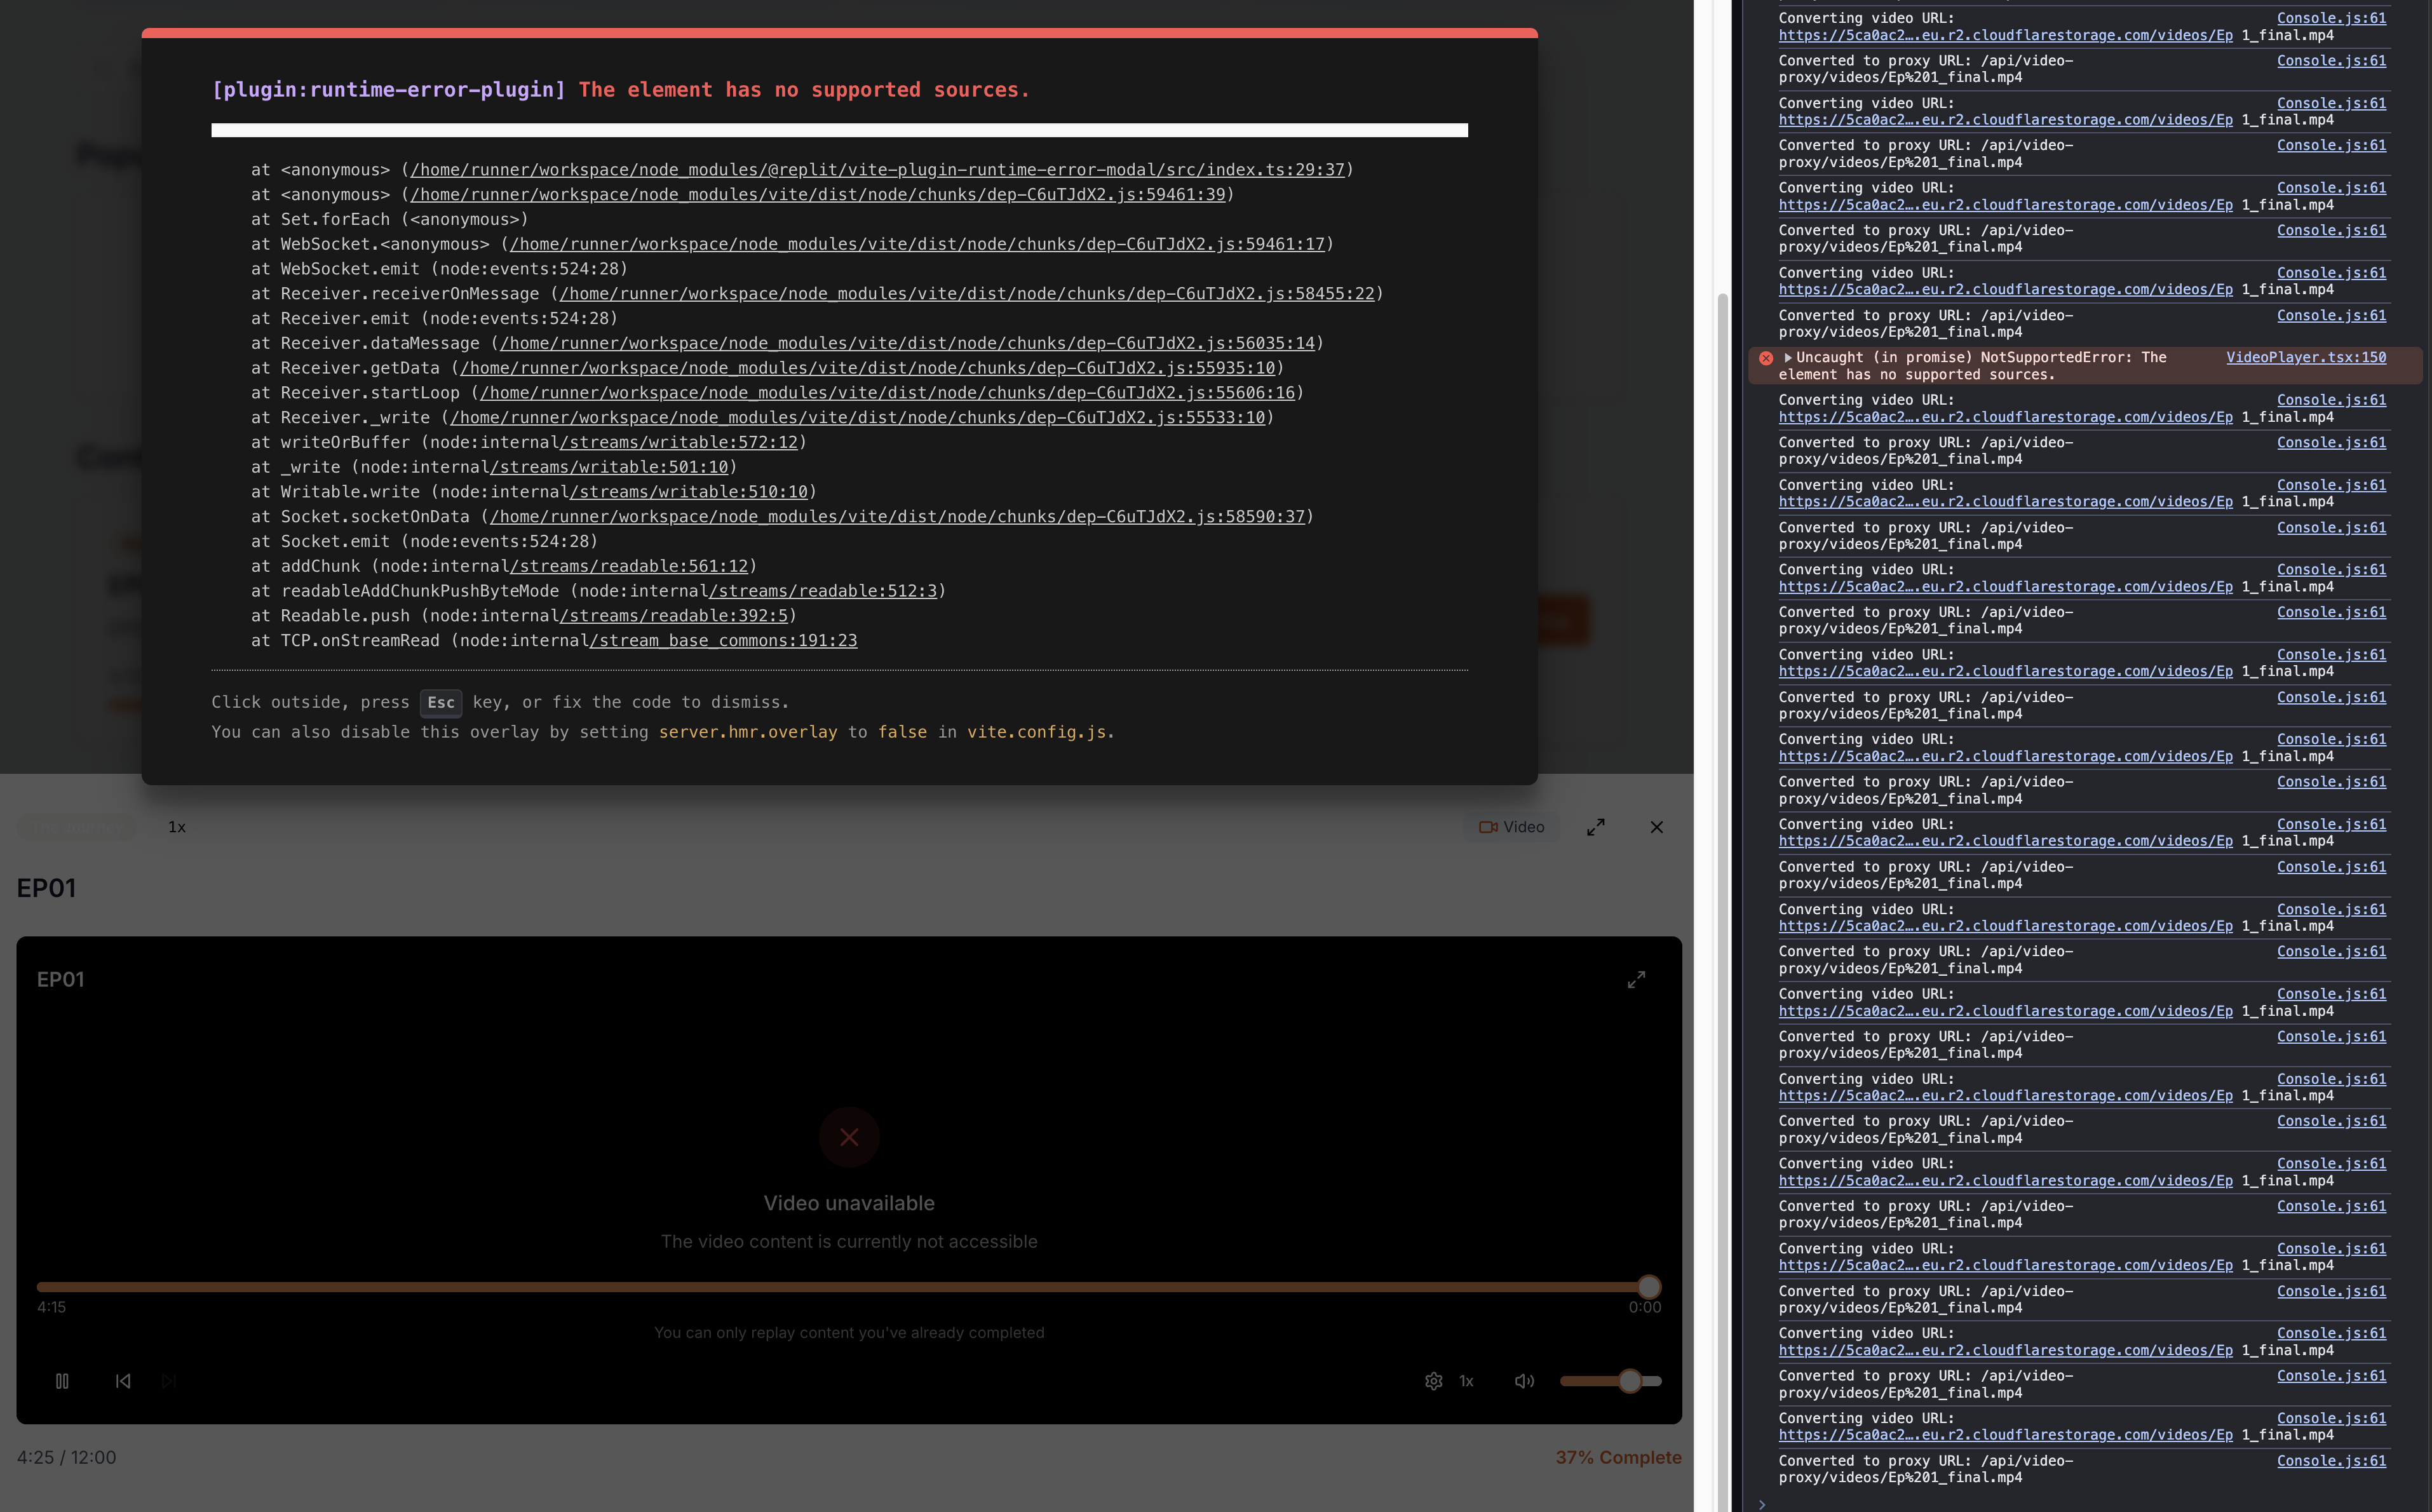 [plugin:runtime-error-plugin] The element has no supported sources.
at <anonymous> (/home/runner/workspace/node_modules/@replit/vite-plugin-runtime-error-modal/src/index.ts:29:37)
at <anonymous> (/home/runner/workspace/node_modules/vite/dist/node/chunks/dep-C6uTJdX2.js:59461:39)
at Set.forEach (<anonymous>)
at WebSocket.<anonymous> (/home/runner/workspace/node_modules/vite/dist/node/chunks/dep-C6uTJdX2.js:59461:17)
at WebSocket.emit (node:events:524:28)
at Receiver.receiverOnMessage (/home/runner/workspace/node_modules/vite/dist/node/chunks/dep-C6uTJdX2.js:58455:22)
at Receiver.emit (node:events:524:28)
at Receiver.dataMessage (/home/runner/workspace/node_modules/vite/dist/node/chunks/dep-C6uTJdX2.js:56035:14)
at Receiver.getData (/home/runner/workspace/node_modules/vite/dist/node/chunks/dep-C6uTJdX2.js:55935:10)
at Receiver.startLoop (/home/runner/workspace/node_modules/vite/dist/node/chunks/dep-C6uTJdX2.js:55606:16)
at Receiver._write (/home/runner/workspace/node_modules/vite/dist/node/chunks/dep-C6uTJdX2.js:55533:10)
at writeOrBuffer (node:internal/streams/writable:572:12)
at _write (node:internal/streams/writable:501:10)
at Writable.write (node:internal/streams/writable:510:10)
at Socket.socketOnData (/home/runner/workspace/node_modules/vite/dist/node/chunks/dep-C6uTJdX2.js:58590:37)
at Socket.emit (node:events:524:28)
at addChunk (node:internal/streams/readable:561:12)
at readableAddChunkPushByteMode (node:internal/streams/readable:512:3)
at Readable.push (node:internal/streams/readable:392:5)
at TCP.onStreamRead (node:internal/stream_base_commons:191:23
Click outside, press Esc key, or fix the code to dismiss.
You can also disable this overlay by setting server.hmr.overlay to false in vite.config.js.
1x
Video
EP01
EP01
Video unavailable
The video content is currently not accessible
4:15
0:00
You can only replay content you've already completed
1x
4:25 / 12:00
37% Complete
Converting video URL: Console.js:61
https://5ca0ac2….eu.r2.cloudflarestorage.com/videos/Ep 1_final.mp4
Converted to proxy URL: /api/video- Console.js:61
proxy/videos/Ep%201_final.mp4
Converting video URL: Console.js:61
https://5ca0ac2….eu.r2.cloudflarestorage.com/videos/Ep 1_final.mp4
Converted to proxy URL: /api/video- Console.js:61
proxy/videos/Ep%201_final.mp4
Converting video URL: Console.js:61
https://5ca0ac2….eu.r2.cloudflarestorage.com/videos/Ep 1_final.mp4
Converted to proxy URL: /api/video- Console.js:61
proxy/videos/Ep%201_final.mp4
Converting video URL: Console.js:61
https://5ca0ac2….eu.r2.cloudflarestorage.com/videos/Ep 1_final.mp4
Converted to proxy URL: /api/video- Console.js:61
proxy/videos/Ep%201_final.mp4
Uncaught (in promise) NotSupportedError: The VideoPlayer.tsx:150
element has no supported sources.
Converting video URL: Console.js:61
https://5ca0ac2….eu.r2.cloudflarestorage.com/videos/Ep 1_final.mp4
Converted to proxy URL: /api/video- Console.js:61
proxy/videos/Ep%201_final.mp4
Converting video URL: Console.js:61
https://5ca0ac2….eu.r2.cloudflarestorage.com/videos/Ep 1_final.mp4
Converted to proxy URL: /api/video- Console.js:61
proxy/videos/Ep%201_final.mp4
Converting video URL: Console.js:61
https://5ca0ac2….eu.r2.cloudflarestorage.com/videos/Ep 1_final.mp4
Converted to proxy URL: /api/video- Console.js:61
proxy/videos/Ep%201_final.mp4
Converting video URL: Console.js:61
https://5ca0ac2….eu.r2.cloudflarestorage.com/videos/Ep 1_final.mp4
Converted to proxy URL: /api/video- Console.js:61
proxy/videos/Ep%201_final.mp4
Converting video URL: Console.js:61
https://5ca0ac2….eu.r2.cloudflarestorage.com/videos/Ep 1_final.mp4
Converted to proxy URL: /api/video- Console.js:61
proxy/videos/Ep%201_final.mp4
Converting video URL: Console.js:61
https://5ca0ac2….eu.r2.cloudflarestorage.com/videos/Ep 1_final.mp4
Converted to proxy URL: /api/video- Console.js:61
proxy/videos/Ep%201_final.mp4
Converting video URL: Console.js:61
https://5ca0ac2….eu.r2.cloudflarestorage.com/videos/Ep 1_final.mp4
Converted to proxy URL: /api/video- Console.js:61
proxy/videos/Ep%201_final.mp4
Converting video URL: Console.js:61
https://5ca0ac2….eu.r2.cloudflarestorage.com/videos/Ep 1_final.mp4
Converted to proxy URL: /api/video- Console.js:61
proxy/videos/Ep%201_final.mp4
Converting video URL: Console.js:61
https://5ca0ac2….eu.r2.cloudflarestorage.com/videos/Ep 1_final.mp4
Converted to proxy URL: /api/video- Console.js:61
proxy/videos/Ep%201_final.mp4
Converting video URL: Console.js:61
https://5ca0ac2….eu.r2.cloudflarestorage.com/videos/Ep 1_final.mp4
Converted to proxy URL: /api/video- Console.js:61
proxy/videos/Ep%201_final.mp4
Converting video URL: Console.js:61
https://5ca0ac2….eu.r2.cloudflarestorage.com/videos/Ep 1_final.mp4
Converted to proxy URL: /api/video- Console.js:61
proxy/videos/Ep%201_final.mp4
Converting video URL: Console.js:61
https://5ca0ac2….eu.r2.cloudflarestorage.com/videos/Ep 1_final.mp4
Converted to proxy URL: /api/video- Console.js:61
proxy/videos/Ep%201_final.mp4
Converting video URL: Console.js:61
https://5ca0ac2….eu.r2.cloudflarestorage.com/videos/Ep 1_final.mp4
Converted to proxy URL: /api/video- Console.js:61
proxy/videos/Ep%201_final.mp4